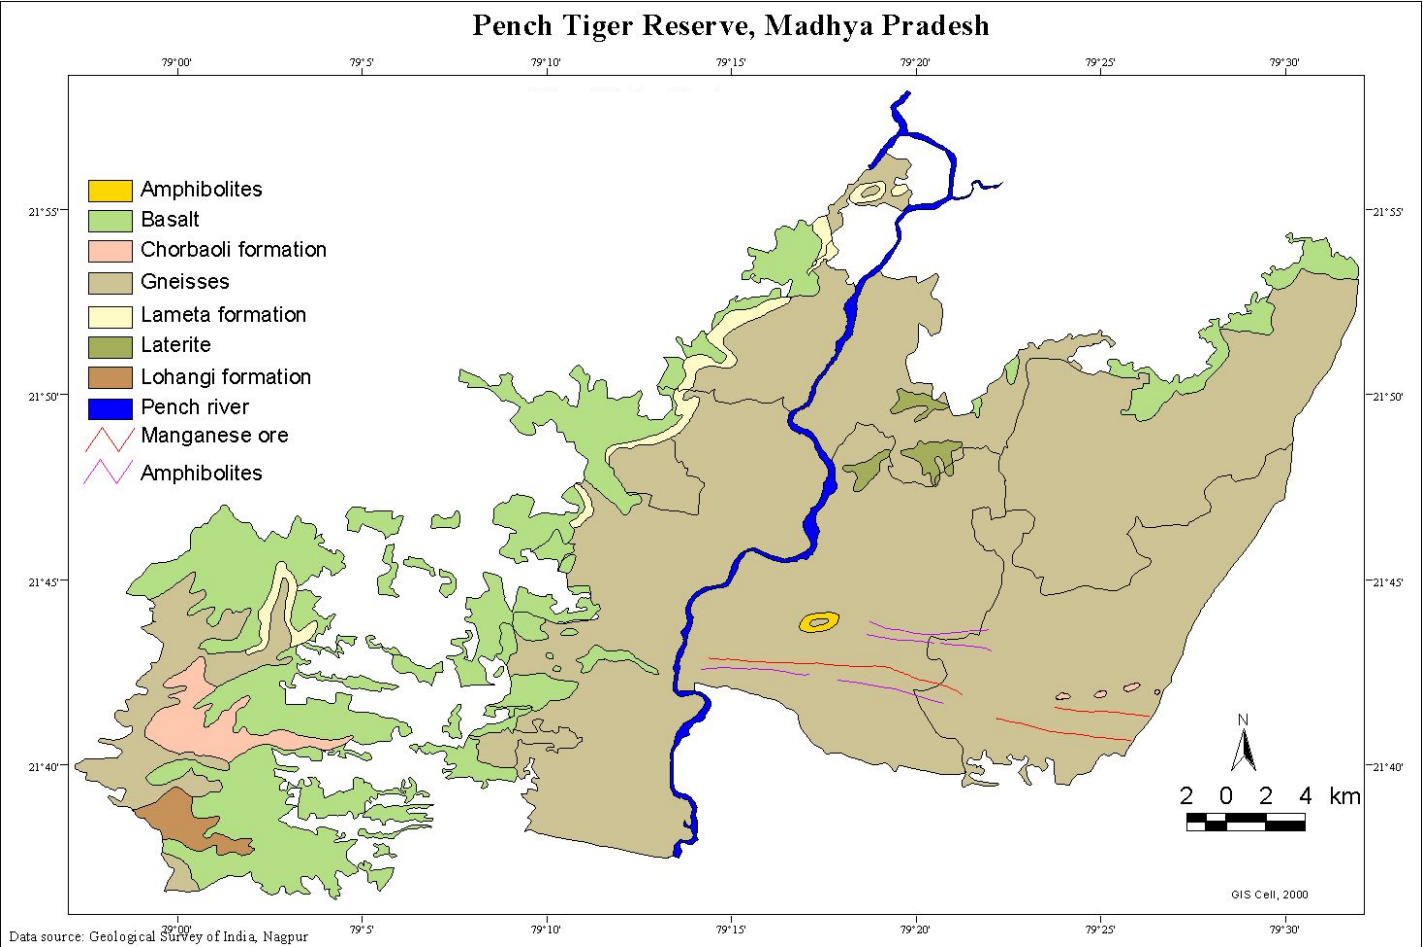 Pench Tiger Reserve, Madhya Pradesh
79°00' 79°5' 79°10' 79°15' 79°20' 79°25' 79°30'
Amphibolites
Basalt
Chorbaoli formation
Gneisses
Lameta formation
Laterite
Lohangi formation
Pench river
Manganese ore
Amphibolites
21°55' 21°55'
21°50' 21°50'
21°45' 21°45'
21°40' 21°40'
N
2 0 2 4 km
GIS Cell, 2000
79°00' 79°5' 79°10' 79°15' 79°20' 79°25' 79°30'
Data source: Geological Survey of India, Nagpur